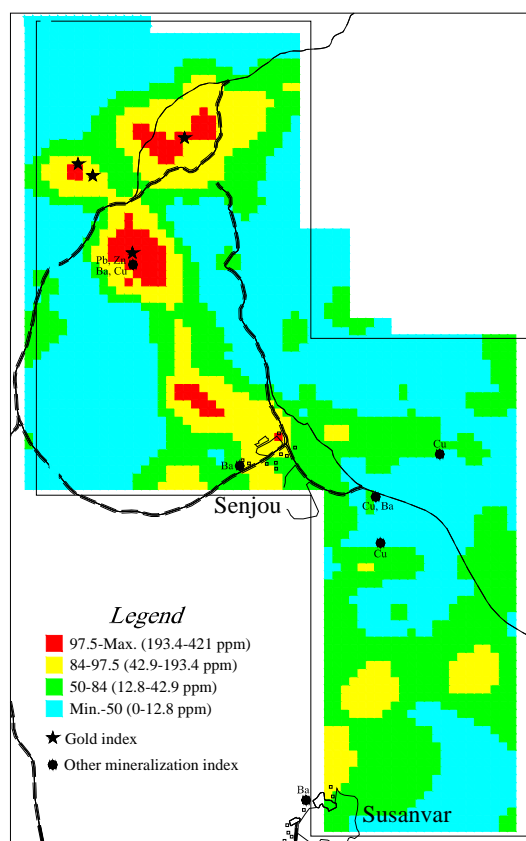 Pb, Zn
Ba, Cu
Cu
Ba
Cu, Ba
Senjou
Cu
Legend
97.5-Max. (193.4-421 ppm)
84-97.5 (42.9-193.4 ppm)
50-84 (12.8-42.9 ppm)
Min.-50 (0-12.8 ppm)
Gold index
Other mineralization index
Ba
Susanvar